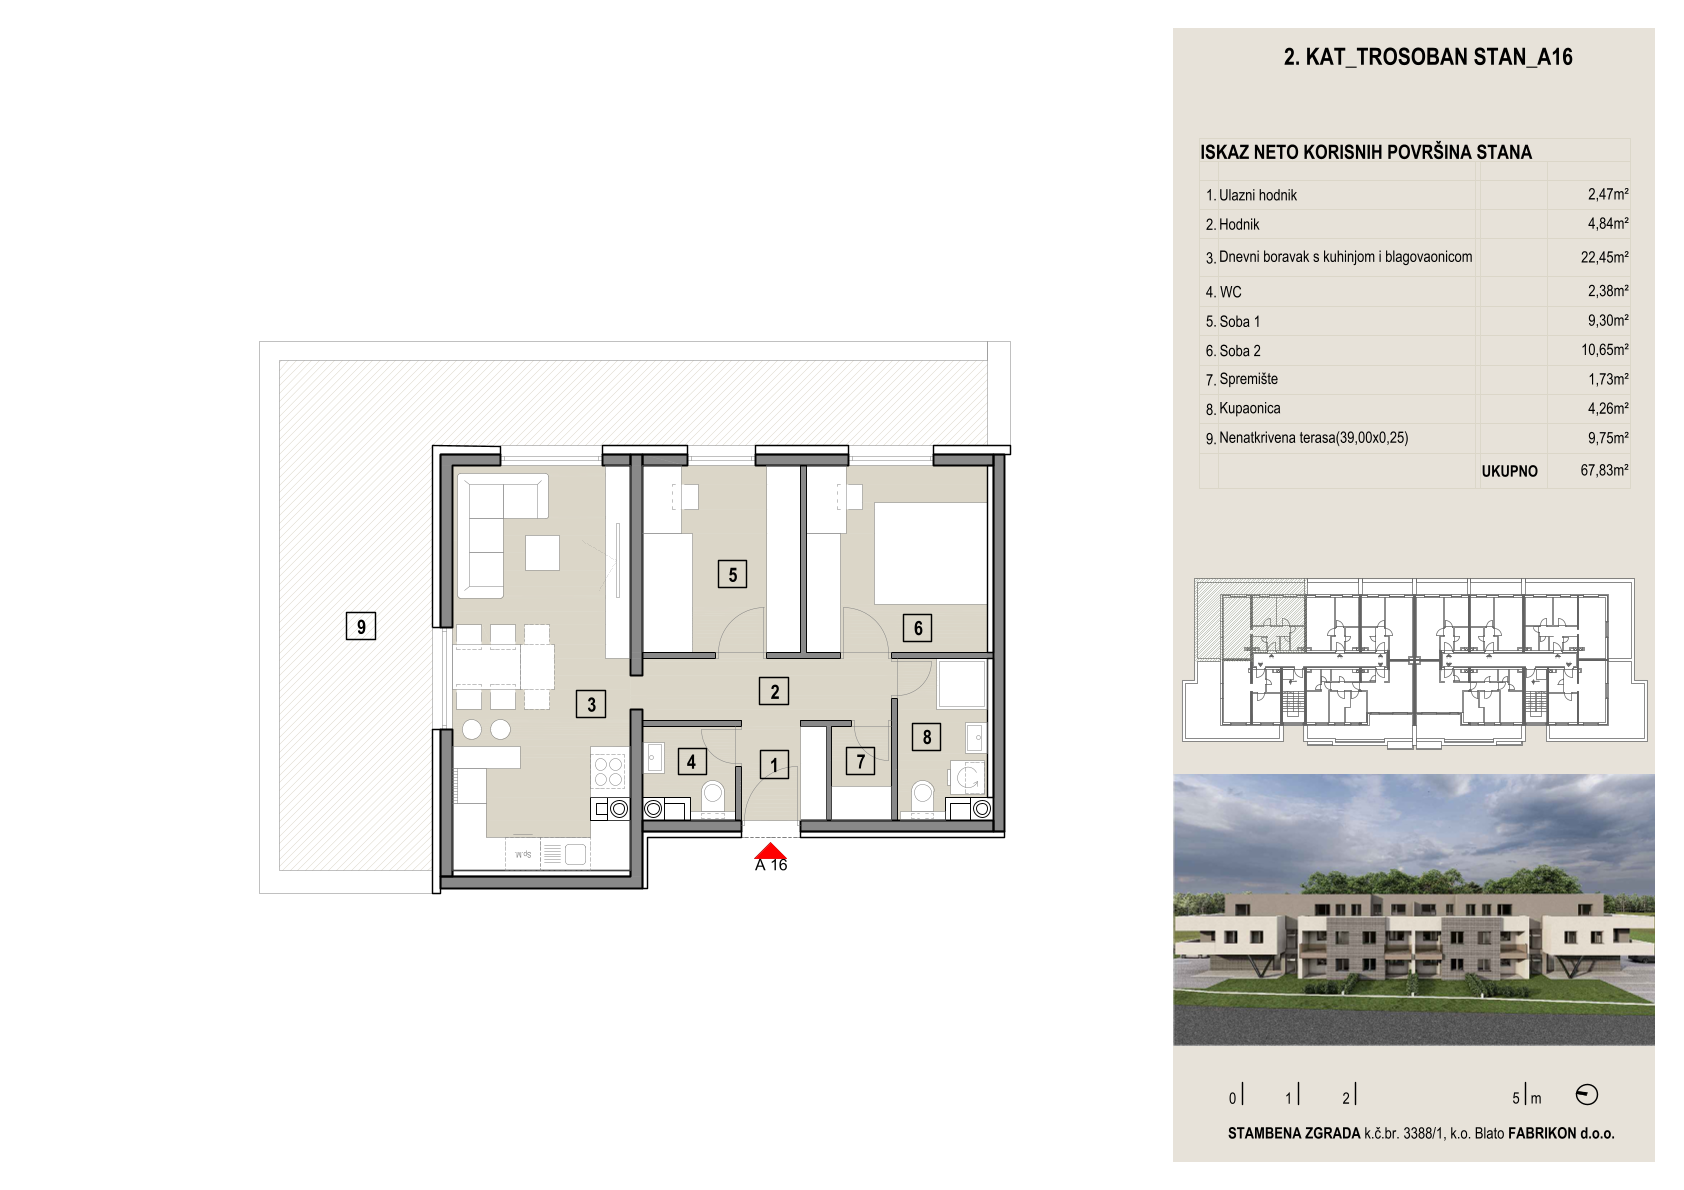 2. KAT_TROSOBAN STAN_A16
ISKAZ NETO KORISNIH POVRŠINA STANA
1. Ulazni hodnik 2,47m²
2. Hodnik 4,84m²
3. Dnevni boravak s kuhinjom i blagovaonicom 22,45m²
4. WC 2,38m²
5. Soba 1 9,30m²
6. Soba 2 10,65m²
7. Spremište 1,73m²
8. Kupaonica 4,26m²
9. Nenatkrivena terasa(39,00x0,25) 9,75m²
UKUPNO 67,83m²
5
9
6
2
3
8
4
1
7
Sp.M.
A 16
0 1 2 5 m
STAMBENA ZGRADA k.č.br. 3388/1, k.o. Blato FABRIKON d.o.o.